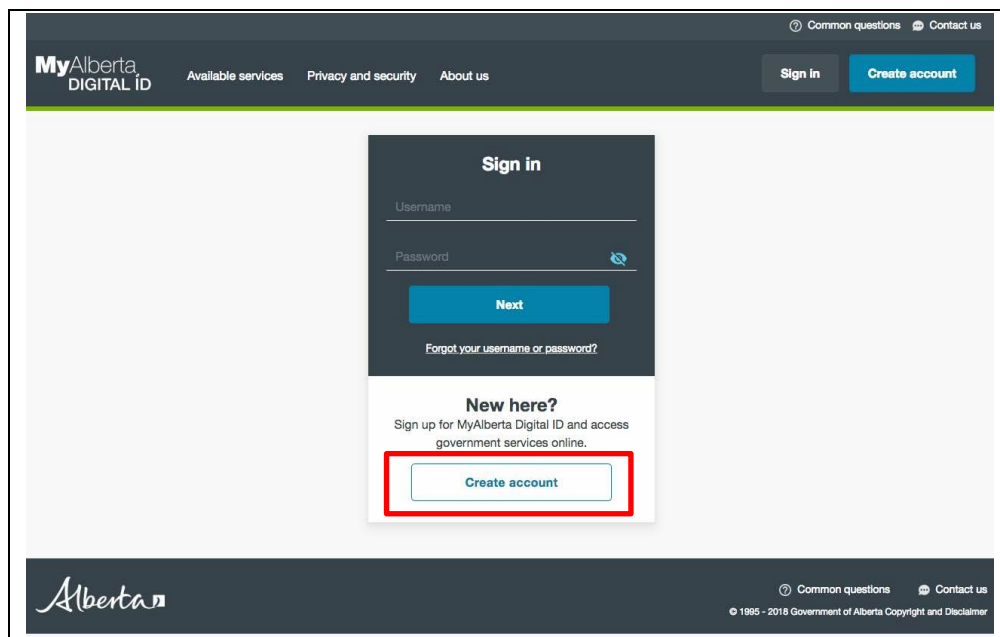 Common questions Contact us
MyAlberta
DIGITAL ID
Available services Privacy and security About us
Sign in Create account
Sign in
Username
Password
Next
Forgot your username or password?
New here?
Sign up for MyAlberta Digital ID and access
government services online.
Create account
Alberta
Common questions Contact us
© 1995 - 2018 Government of Alberta Copyright and Disclaimer